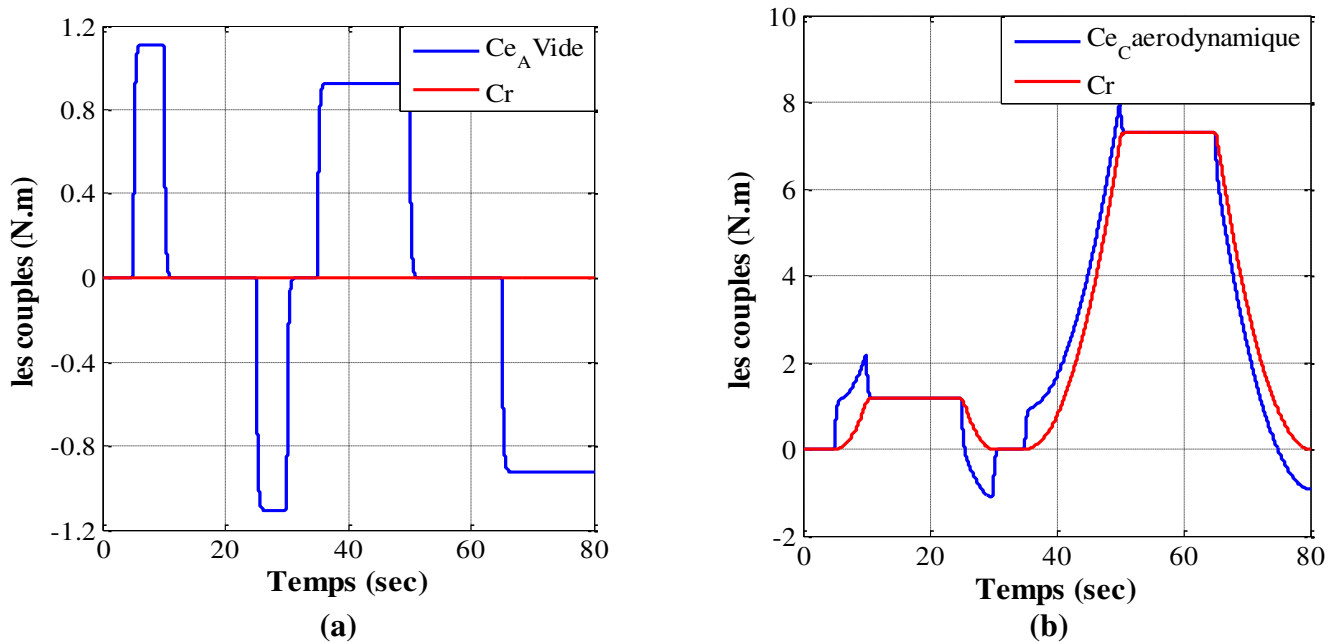 1.2
0.8
0.4
0
-0.4
-0.8
-1.2
0
20
40
60
80
les couples (N.m)
Temps (sec)
Ce_A Vide
Cr
(a)
10
8
6
4
2
0
-2
0
20
40
60
80
les couples (N.m)
Temps (sec)
Ce_C aerodynamique
Cr
(b)